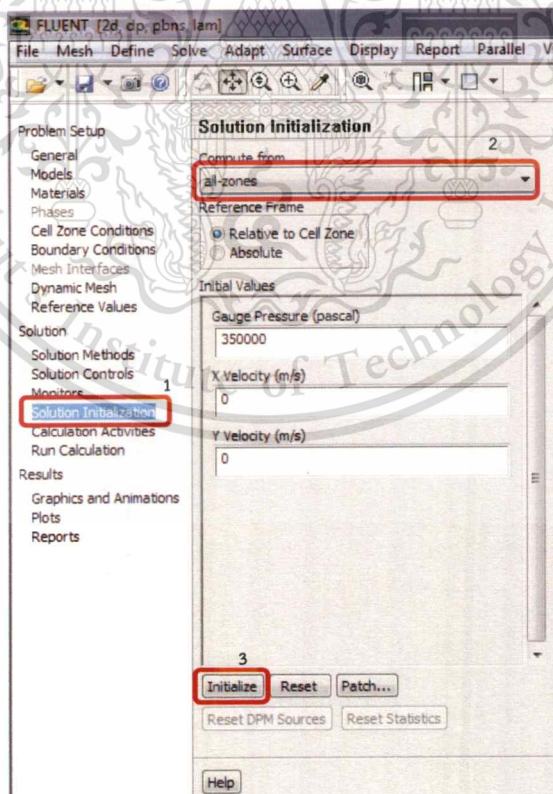 FLUENT [2d, dp, pbns, lam]
File Mesh Define Solve Adapt Surface Display Report Parallel V
Problem Setup
General
Models
Materials
Phases
Cell Zone Conditions
Boundary Conditions
Mesh Interfaces
Dynamic Mesh
Reference Values
Solution
Solution Methods
Solution Controls
Monitors
1
Solution Initialization
Calculation Activities
Run Calculation
Results
Graphics and Animations
Plots
Reports
Solution Initialization
2
Compute from
all-zones
Reference Frame
Relative to Cell Zone
Absolute
Initial Values
Gauge Pressure (pascal)
350000
X Velocity (m/s)
0
Y Velocity (m/s)
0
3
Initialize Reset Patch...
Reset DPM Sources Reset Statistics
Help
Institute of Technology